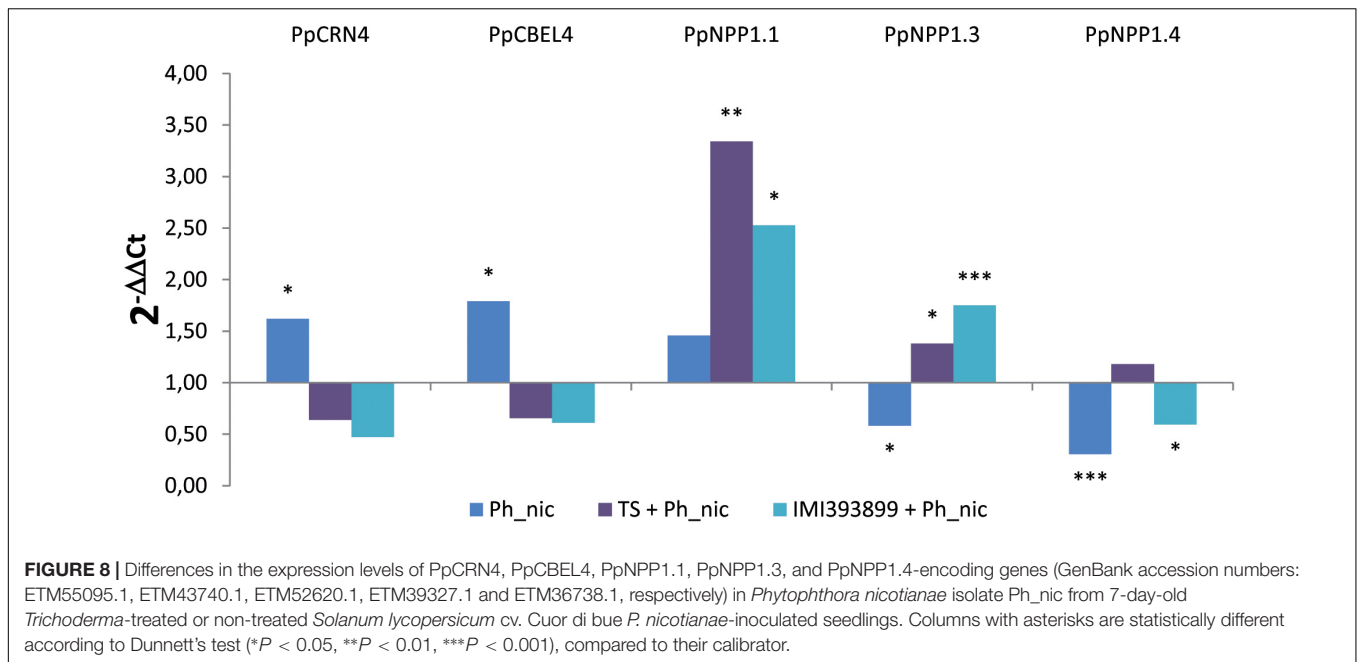 PpCRN4 PpCBEL4 PpNPP1.1 PpNPP1.3 PpNPP1.4
4,00
3,50
3,00
2,50
2,00
1,50
1,00
0,50
0,00
2^-ΔΔCt
* * ** * * *** * *** *
Ph_nic TS + Ph_nic IMI393899 + Ph_nic
FIGURE 8 | Differences in the expression levels of PpCRN4, PpCBEL4, PpNPP1.1, PpNPP1.3, and PpNPP1.4-encoding genes (GenBank accession numbers:
ETM55095.1, ETM43740.1, ETM52620.1, ETM39327.1 and ETM36738.1, respectively) in Phytophthora nicotianae isolate Ph_nic from 7-day-old
Trichoderma-treated or non-treated Solanum lycopersicum cv. Cuor di bue P. nicotianae-inoculated seedlings. Columns with asterisks are statistically different
according to Dunnett's test (*P < 0.05, **P < 0.01, ***P < 0.001), compared to their calibrator.